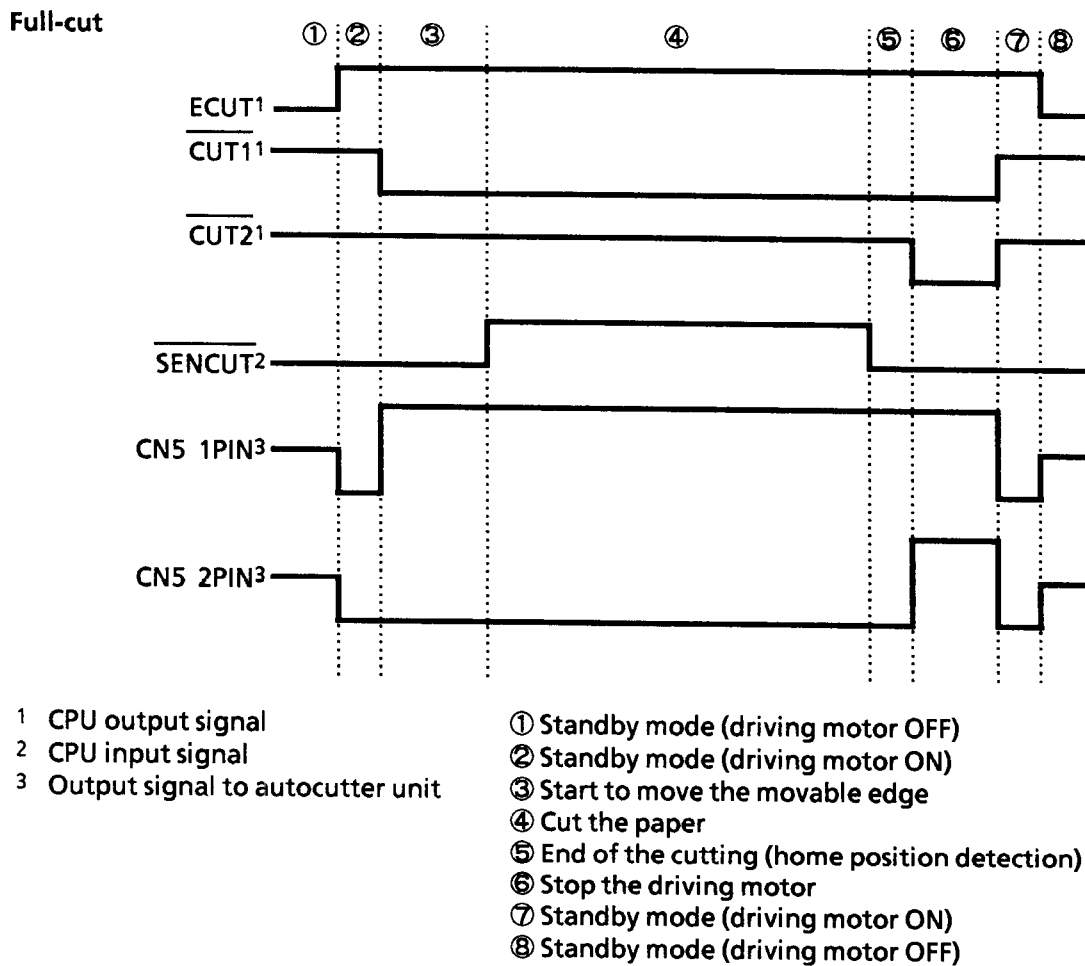 Full-cut
① ② ③ ④ ⑤ ⑥ ⑦ ⑧
ECUT1
CUT11
CUT21
SENCUT2
CN5 1PIN3
CN5 2PIN3
1 CPU output signal
2 CPU input signal
3 Output signal to autocutter unit
① Standby mode (driving motor OFF)
② Standby mode (driving motor ON)
③ Start to move the movable edge
④ Cut the paper
⑤ End of the cutting (home position detection)
⑥ Stop the driving motor
⑦ Standby mode (driving motor ON)
⑧ Standby mode (driving motor OFF)